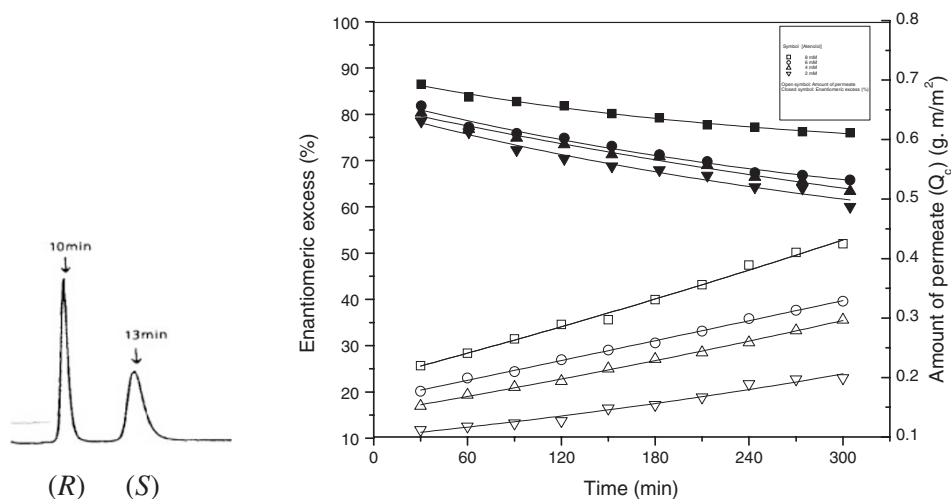 10min
13min
(R) (S)
Enantiomeric excess (%)
100
90
80
70
60
50
40
30
20
10
Symbol [Atenolol]
8 mM
6 mM
4 mM
2 mM
Open symbol: Amount of permeate
Closed symbol: Enantiomeric excess (%)
0.8
0.7
0.6
0.5
0.4
0.3
0.2
0.1
Amount of permeate (Qc) (g. m/m²)
0 60 120 180 240 300
Time (min)